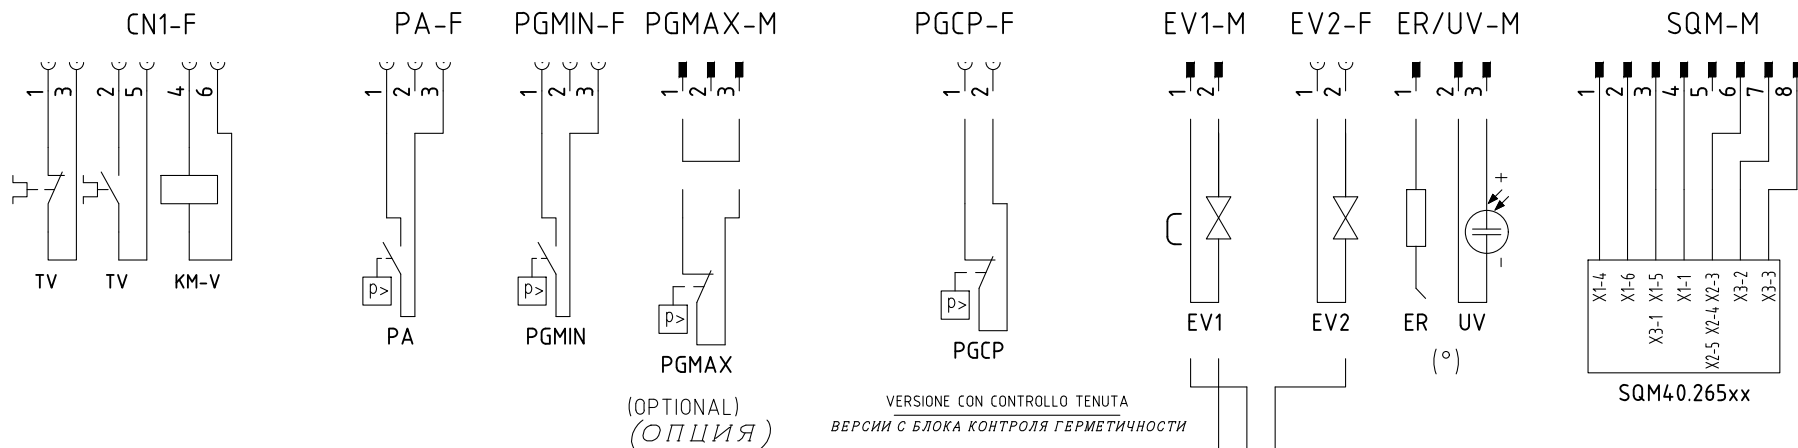 CN1-F PA-F PGMIN-F PGMAX-M PGCP-F EV1-M EV2-F ER/UV-M SQM-M
1 3 2 5 4 6 1 2 3 1 2 3 1 2 3 1 2 1 2 1 2 1 2 3 1 2 3 4 5 6 7 8
+
p> p> p> p>
-
TV TV KM-V
X1-4 X1-6 X3-1 X1-5 X1-1 X2-5 X2-4 X2-3 X3-2 X3-3
PA PGMIN PGMAX PGCP EV1 EV2 ER UV
(°)
SQM40.265xx
(OPTIONAL)
(ОПЦИЯ)
VERSIONE CON CONTROLLO TENUTA
ВЕРСИИ С БЛОКА КОНТРОЛЯ ГЕРМЕТИЧНОСТИ